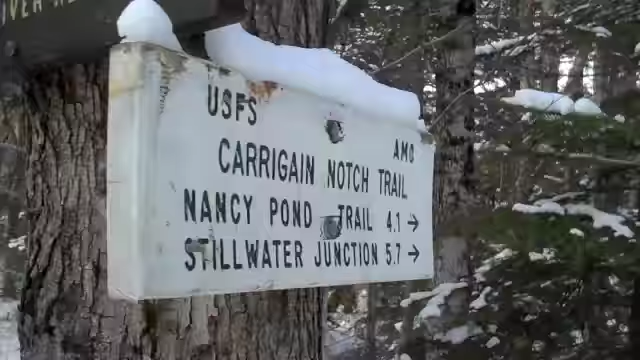 USFS
AMC
CARRIGAIN NOTCH TRAIL
NANCY POND TRAIL 4.1 →
STILLWATER JUNCTION 5.7 →